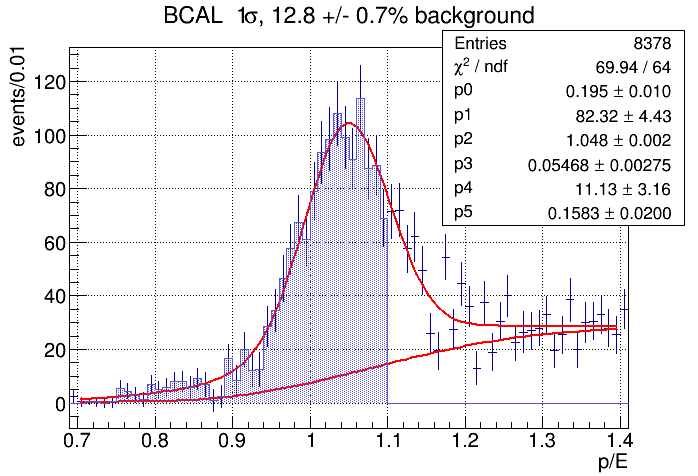 BCAL 1σ, 12.8 +/- 0.7% background
Entries 8378
χ² / ndf 69.94 / 64
p0 0.195 ± 0.010
p1 82.32 ± 4.43
p2 1.048 ± 0.002
p3 0.05468 ± 0.00275
p4 11.13 ± 3.16
p5 0.1583 ± 0.0200
events/0.01
120
100
80
60
40
20
0
0.7 0.8 0.9 1 1.1 1.2 1.3 1.4
p/E